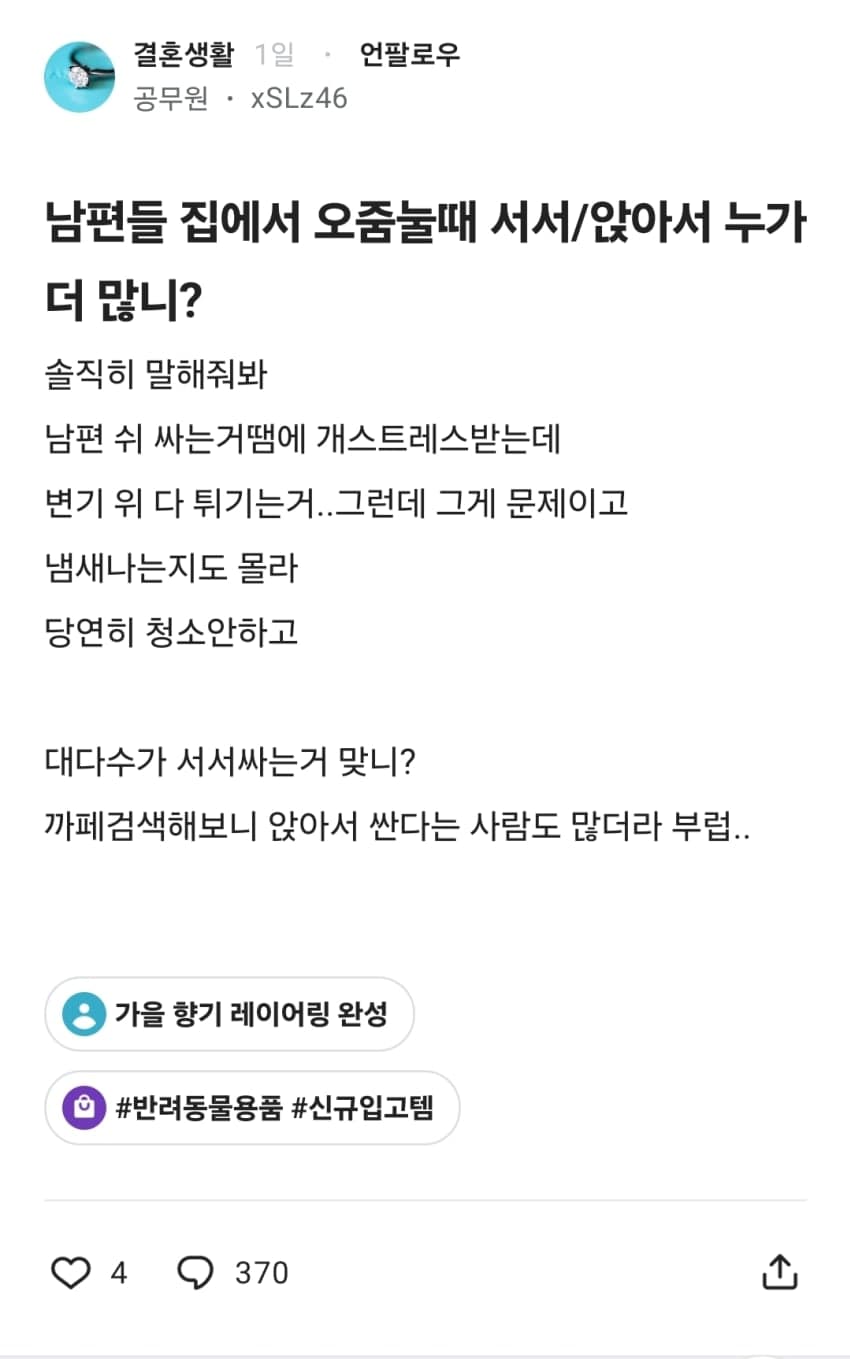 결혼생활 1일 · 언팔로우
공무원 · xSLz46
남편들 집에서 오줌눌때 서서/앉아서 누가
더 많니?
솔직히 말해줘봐
남편 쉬 싸는거땜에 개스트레스받는데
변기 위 다 튀기는거..그런데 그게 문제이고
냄새나는지도 몰라
당연히 청소안하고
대다수가 서서싸는거 맞니?
까페검색해보니 앉아서 싼다는 사람도 많더라 부럽..
가을 향기 레이어링 완성
#반려동물용품 #신규입고템
4 370